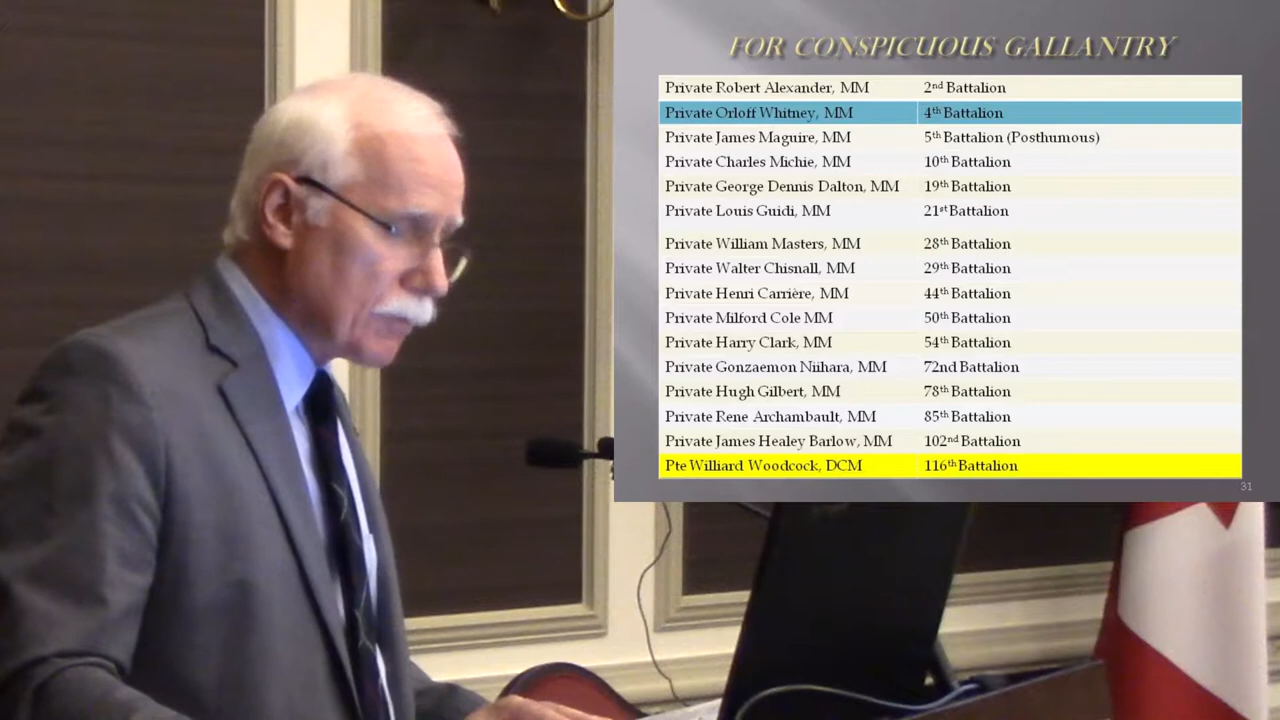 FOR CONSPICUOUS GALLANTRY
Private Robert Alexander, MM 2nd Battalion
Private Orloff Whitney, MM 4th Battalion
Private James Maguire, MM 5th Battalion (Posthumous)
Private Charles Michie, MM 10th Battalion
Private George Dennis Dalton, MM 19th Battalion
Private Louis Guidi, MM 21st Battalion
Private William Masters, MM 28th Battalion
Private Walter Chisnall, MM 29th Battalion
Private Henri Carrière, MM 44th Battalion
Private Milford Cole MM 50th Battalion
Private Harry Clark, MM 54th Battalion
Private Gonzaemon Niihara, MM 72nd Battalion
Private Hugh Gilbert, MM 78th Battalion
Private Rene Archambault, MM 85th Battalion
Private James Healey Barlow, MM 102nd Battalion
Pte Williard Woodcock, DCM 116th Battalion
31